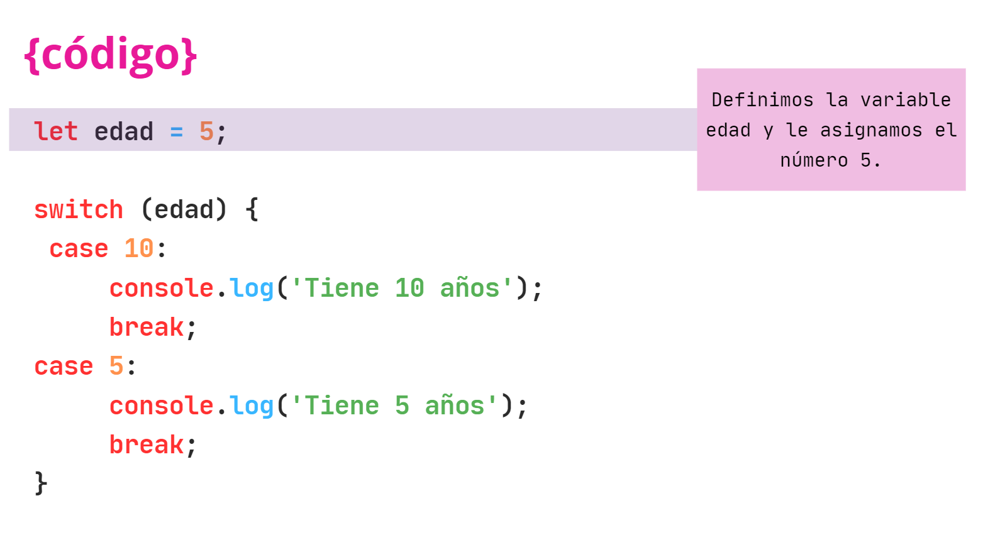 {código}
let edad = 5;
Definimos la variable
edad y le asignamos el
número 5.
switch (edad) {
 case 10:
     console.log('Tiene 10 años');
     break;
case 5:
     console.log('Tiene 5 años');
     break;
}